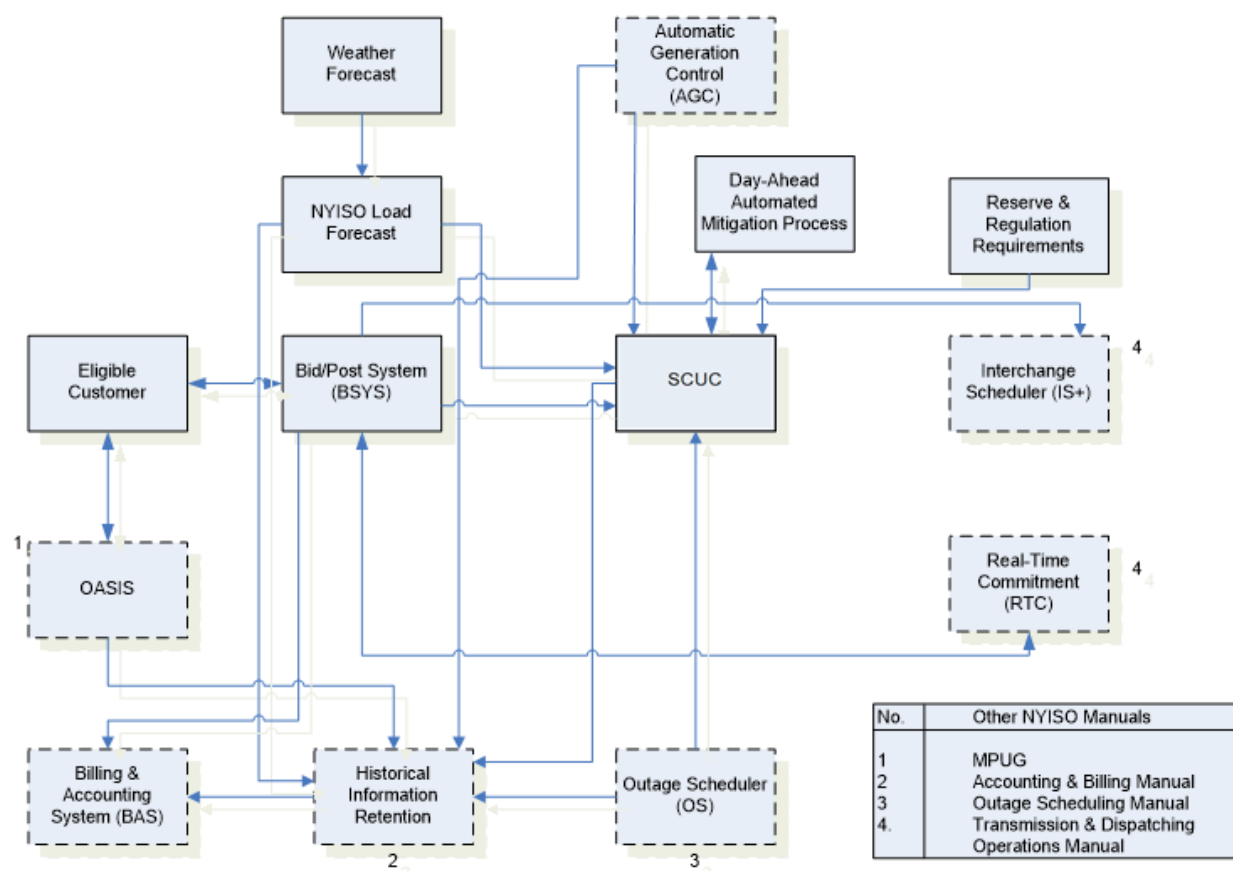 Weather
Forecast
Automatic
Generation
Control
(AGC)
NYISO Load
Forecast
Day-Ahead
Automated
Mitigation Process
Reserve &
Regulation
Requirements
Eligible
Customer
Bid/Post System
(BSYS)
SCUC
Interchange
Scheduler (IS+)
4
4
1
OASIS
Real-Time
Commitment
(RTC)
4
4
Billing &
Accounting
System (BAS)
Historical
Information
Retention
2
Outage Scheduler
(OS)
3
No. Other NYISO Manuals
1 MPUG
2 Accounting & Billing Manual
3 Outage Scheduling Manual
4. Transmission & Dispatching
Operations Manual